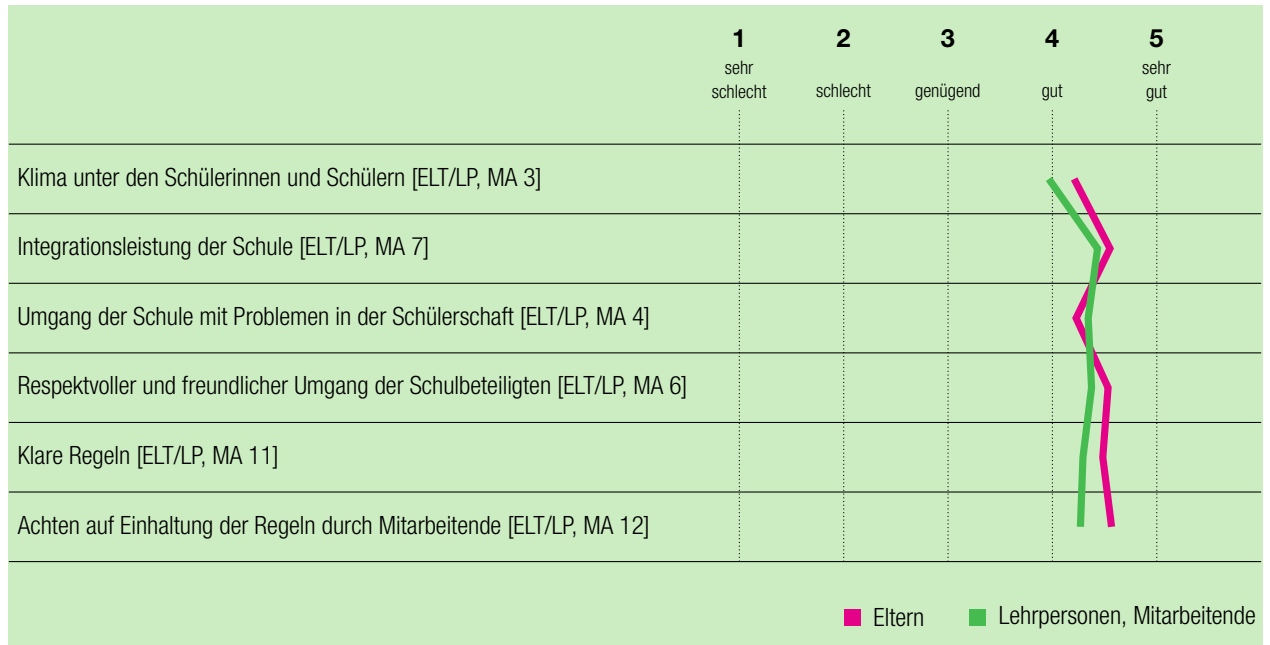 1 2 3 4 5
sehr schlecht schlecht genügend gut sehr gut
Klima unter den Schülerinnen und Schülern [ELT/LP, MA 3]
Integrationsleistung der Schule [ELT/LP, MA 7]
Umgang der Schule mit Problemen in der Schülerschaft [ELT/LP, MA 4]
Respektvoller und freundlicher Umgang der Schulbeteiligten [ELT/LP, MA 6]
Klare Regeln [ELT/LP, MA 11]
Achten auf Einhaltung der Regeln durch Mitarbeitende [ELT/LP, MA 12]
Eltern Lehrpersonen, Mitarbeitende